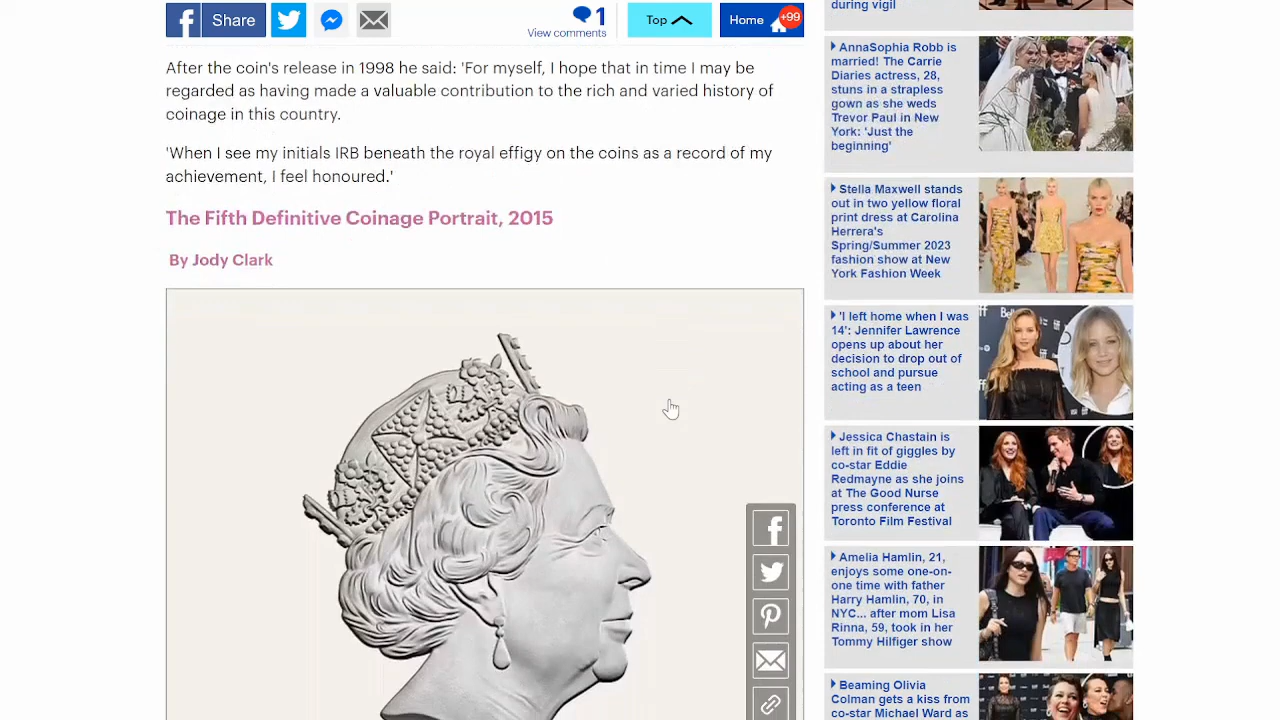 Share
1
View comments
Top
Home
+99
After the coin's release in 1998 he said: 'For myself, I hope that in time I may be
regarded as having made a valuable contribution to the rich and varied history of
coinage in this country.
'When I see my initials IRB beneath the royal effigy on the coins as a record of my
achievement, I feel honoured.'
The Fifth Definitive Coinage Portrait, 2015
By Jody Clark
during vigil
AnnaSophia Robb is
married! The Carrie
Diaries actress, 28,
stuns in a strapless
gown as she weds
Trevor Paul in New
York: 'Just the
beginning'
Stella Maxwell stands
out in two yellow floral
print dress at Carolina
Herrera's
Spring/Summer 2023
fashion show at New
York Fashion Week
'I left home when I was
14': Jennifer Lawrence
opens up about her
decision to drop out of
school and pursue
acting as a teen
Jessica Chastain is
left in fit of giggles by
co-star Eddie
Redmayne as she joins
at The Good Nurse
press conference at
Toronto Film Festival
Amelia Hamlin, 21,
enjoys some one-on-
one time with father
Harry Hamlin, 70, in
NYC... after mom Lisa
Rinna, 59, took in her
Tommy Hilfiger show
Beaming Olivia
Colman gets a kiss from
co-star Michael Ward as